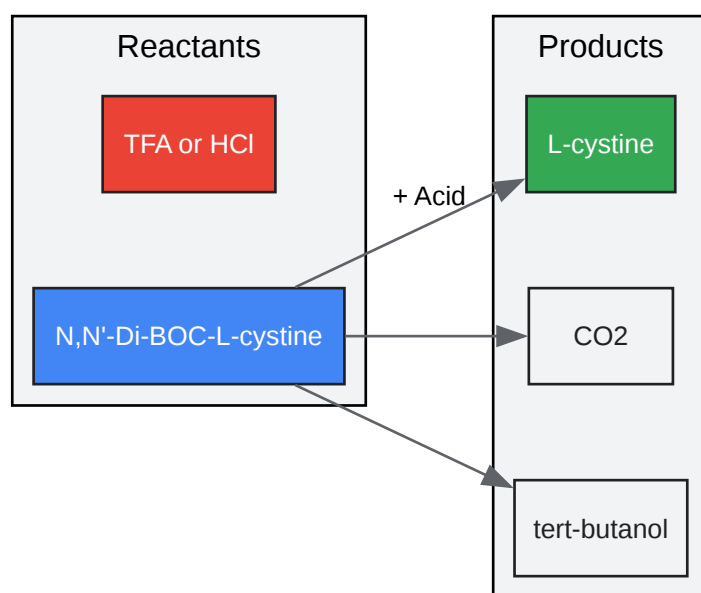 Reactants
Products
TFA or HCl
L-cystine
+ Acid
N,N'-Di-BOC-L-cystine
CO2
tert-butanol